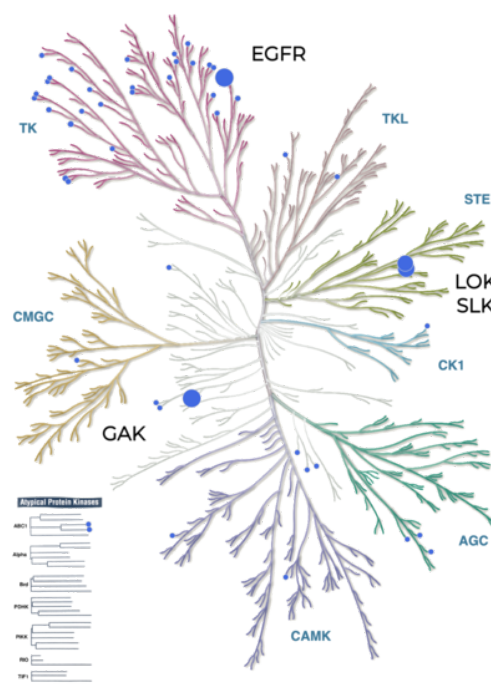 EGFR
TKL
TK
STE
LOK
SLK
CMGC
CK1
GAK
Atypical Protein Kinases
ABC1
Alpha
Brd
PDHK
PIKK
RIO
TIF1
AGC
CAMK